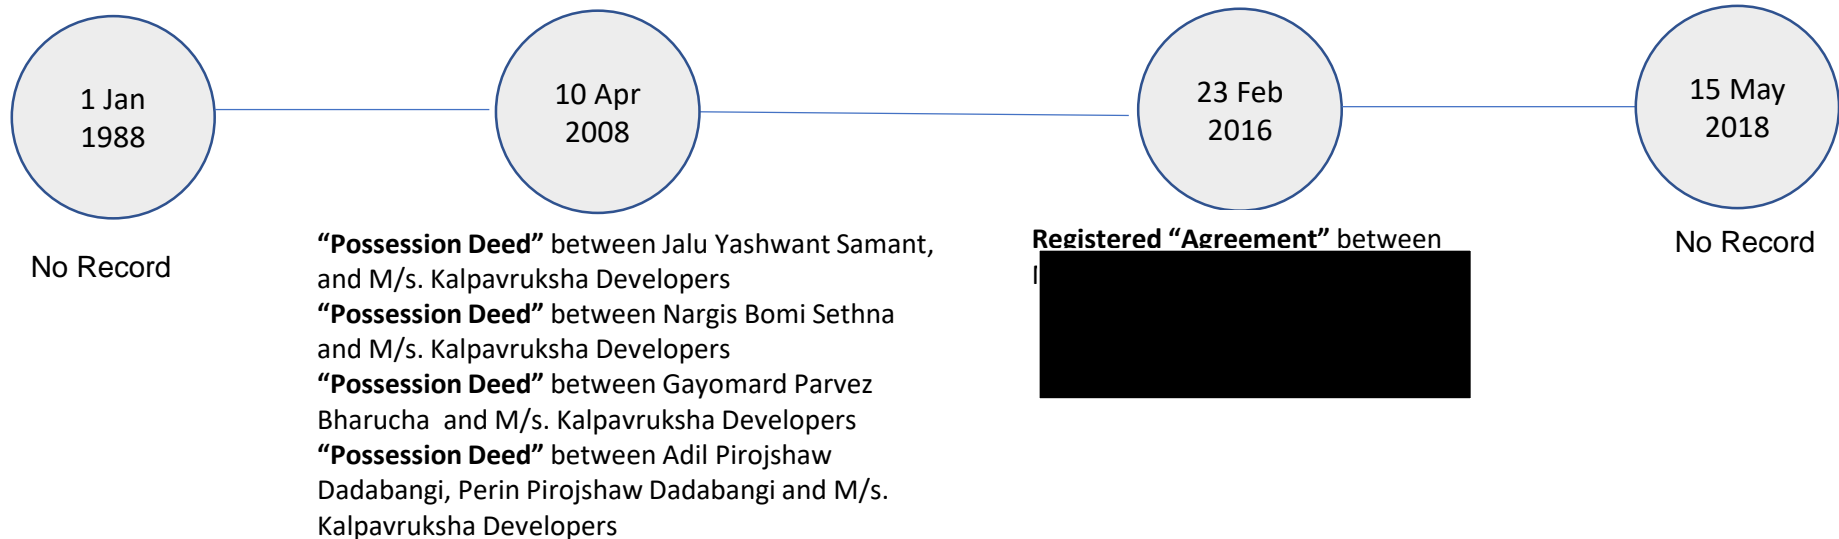 1 Jan
1988
10 Apr
2008
23 Feb
2016
15 May
2018
No Record
“Possession Deed” between Jalu Yashwant Samant,
and M/s. Kalpavruksha Developers
“Possession Deed” between Nargis Bomi Sethna
and M/s. Kalpavruksha Developers
“Possession Deed” between Gayomard Parvez
Bharucha  and M/s. Kalpavruksha Developers
“Possession Deed” between Adil Pirojshaw
Dadabangi, Perin Pirojshaw Dadabangi and M/s.
Kalpavruksha Developers
Registered “Agreement” between
No Record